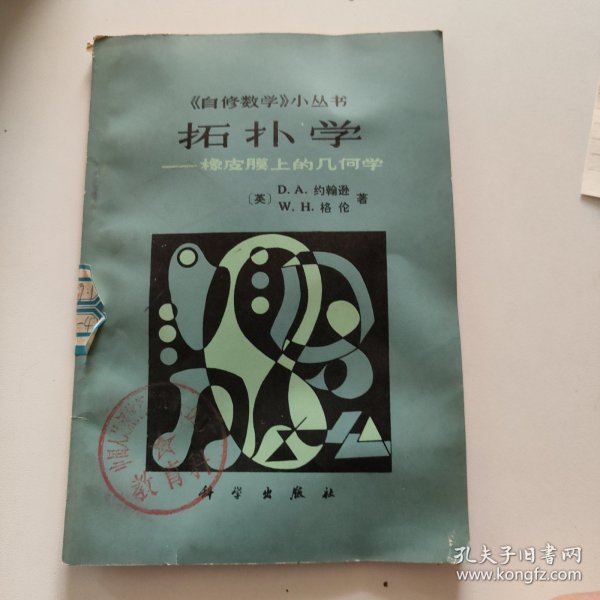 《自修数学》小丛书
拓扑学
——橡皮膜上的几何学
〔英〕D.A.约翰逊 著
W.H.格伦
教育
科学出版社
孔夫子旧书网
www.kongfz.com